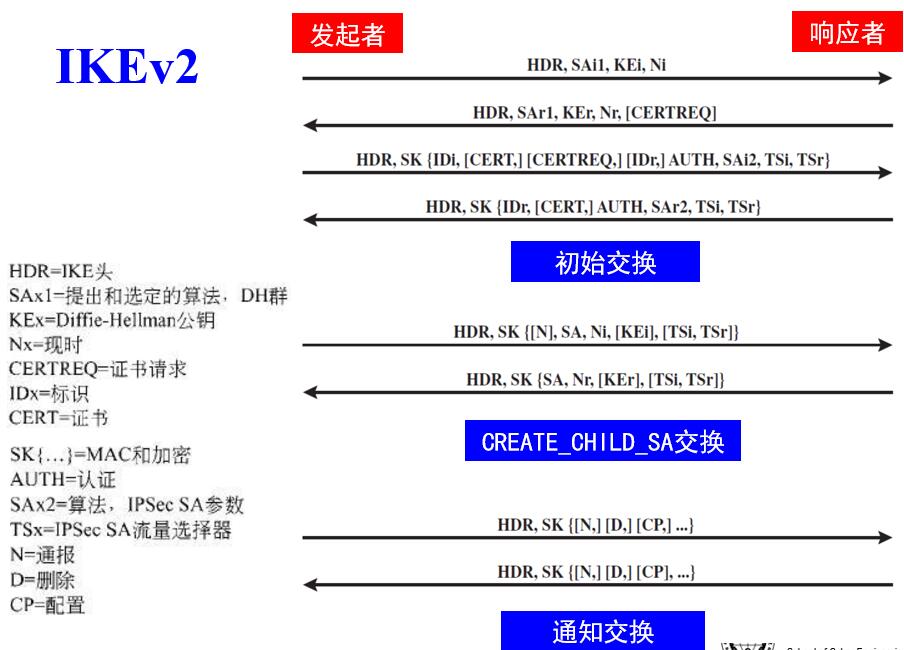 发起者
响应者
IKEv2
HDR, SAi1, KEi, Ni
HDR, SAr1, KEr, Nr, [CERTREQ]
HDR, SK {IDi, [CERT,] [CERTREQ,] [IDr,] AUTH, SAi2, TSi, TSr}
HDR, SK {IDr, [CERT,] AUTH, SAr2, TSi, TSr}
初始交换
HDR=IKE头
SAx1=提出和选定的算法，DH群
KEx=Diffie-Hellman公钥
Nx=现时
CERTREQ=证书请求
IDx=标识
CERT=证书
SK{…}=MAC和加密
AUTH=认证
SAx2=算法，IPSec SA参数
TSx=IPSec SA流量选择器
N=通报
D=删除
CP=配置
HDR, SK {[N], SA, Ni, [KEi], [TSi, TSr]}
HDR, SK {SA, Nr, [KEr], [TSi, TSr]}
CREATE_CHILD_SA交换
HDR, SK {[N,] [D,] [CP,] ...}
HDR, SK {[N,] [D,] [CP], ...}
通知交换